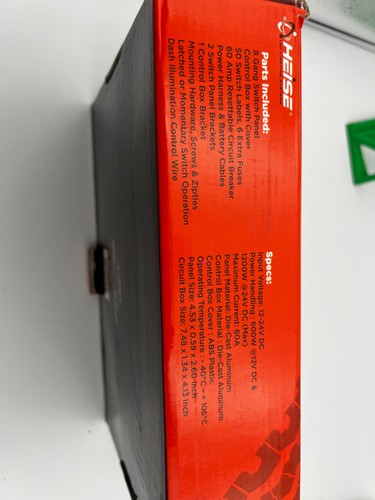 HEISE®
Parts Included:
8 Gang Switch Panel
Control Box with Cover
50 Switch Labels, 6 Extra Fuses
60 Amp Resettable Circuit Breaker
Power Harness & Battery Cables
2 Switch Panel Brackets
1 Control Box Bracket
Mounting Hardware, Screws & Zipties
Latched or Momentary Switch Operation
Dash Illumination Control Wire
Specs:
Input Voltage: 12-24V DC
Power Handling : 600W @12V DC &
1200W @24V DC (Max)
Maximum Current: 60A
Panel Material: Die-Cast Aluminum
Control Box Material : Die-Cast Aluminum
Control Box Cover : ABS Plastic
Operating Temperature : - 40°C ~ + 106°C
Panel Size: 4.53 x 0.59 x 2.60 Inch
Circuit Box Size: 7.48 x 1.34 x 4.13 Inch